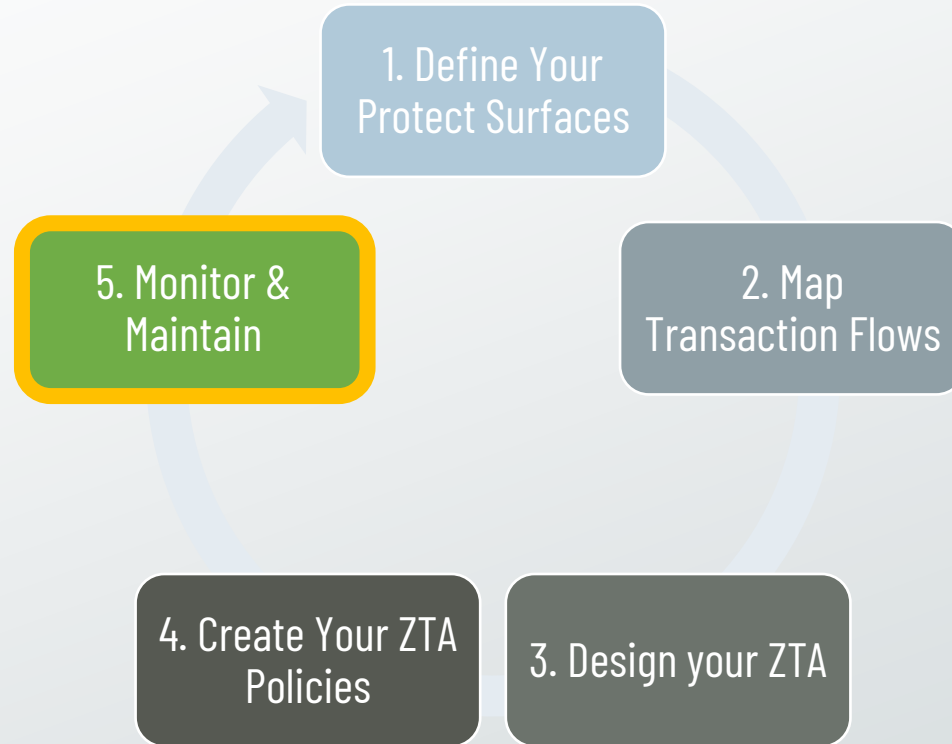 1. Define Your
Protect Surfaces
2. Map
Transaction Flows
3. Design your ZTA
4. Create Your ZTA
Policies
5. Monitor &
Maintain